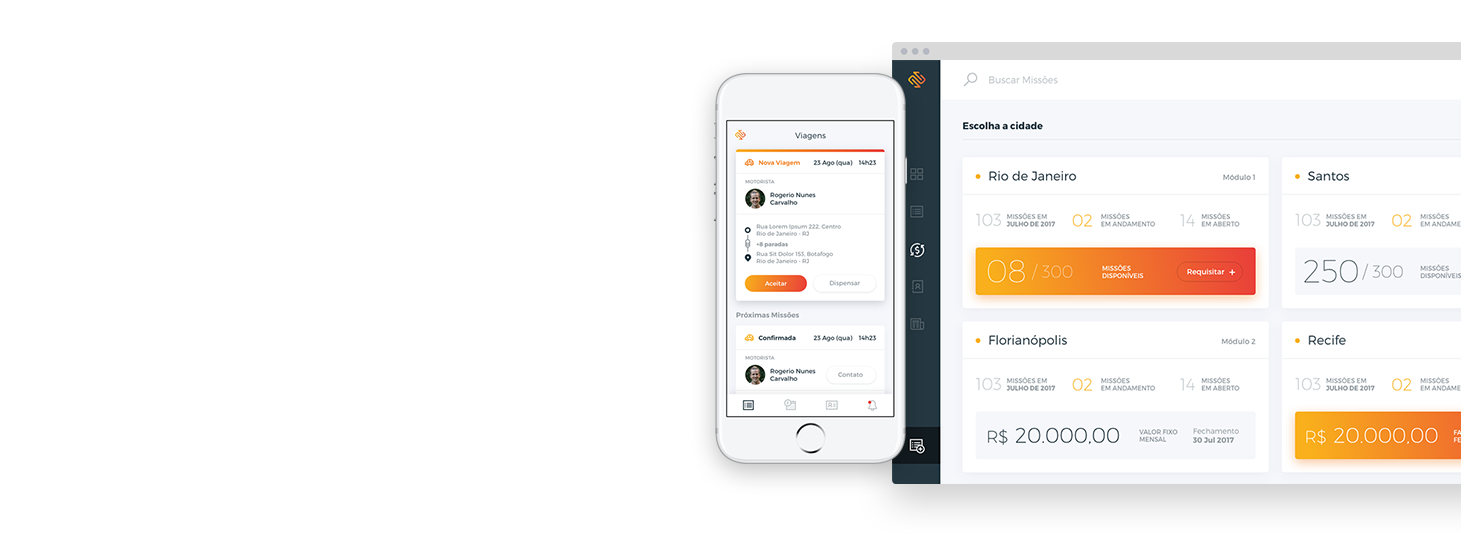 Viagens
Nova Viagem 23 Ago (qua) 14h23
MOTORISTA
Rogerio Nunes
Carvalho
Rua Lorem Ipsum 222, Centro
Rio de Janeiro - RJ
+8 paradas
Rua Sit Dolor 153, Botafogo
Rio de Janeiro - RJ
Aceitar Dispensar
Próximas Missões
Confirmada 23 Ago (qua) 14h23
MOTORISTA
Rogerio Nunes
Carvalho
Contato
Buscar Missões
Escolha a cidade
Rio de Janeiro Módulo 1
103 MISSÕES EM
JULHO DE 2017
02 MISSÕES
EM ANDAMENTO
14 MISSÕES
EM ABERTO
08 / 300 MISSÕES
DISPONÍVEIS
Requisitar +
Santos
103 MISSÕES EM
JULHO DE 2017
02 MISSÕES
EM ANDAME
250 / 300 MISSÕES
DISPONÍVEIS
Florianópolis Módulo 2
103 MISSÕES EM
JULHO DE 2017
02 MISSÕES
EM ANDAMENTO
14 MISSÕES
EM ABERTO
R$ 20.000,00 VALOR FIXO
MENSAL
Fechamento
30 Jul 2017
Recife
103 MISSÕES EM
JULHO DE 2017
02 MISSÕES
EM ANDAME
R$ 20.000,00 FA
FE